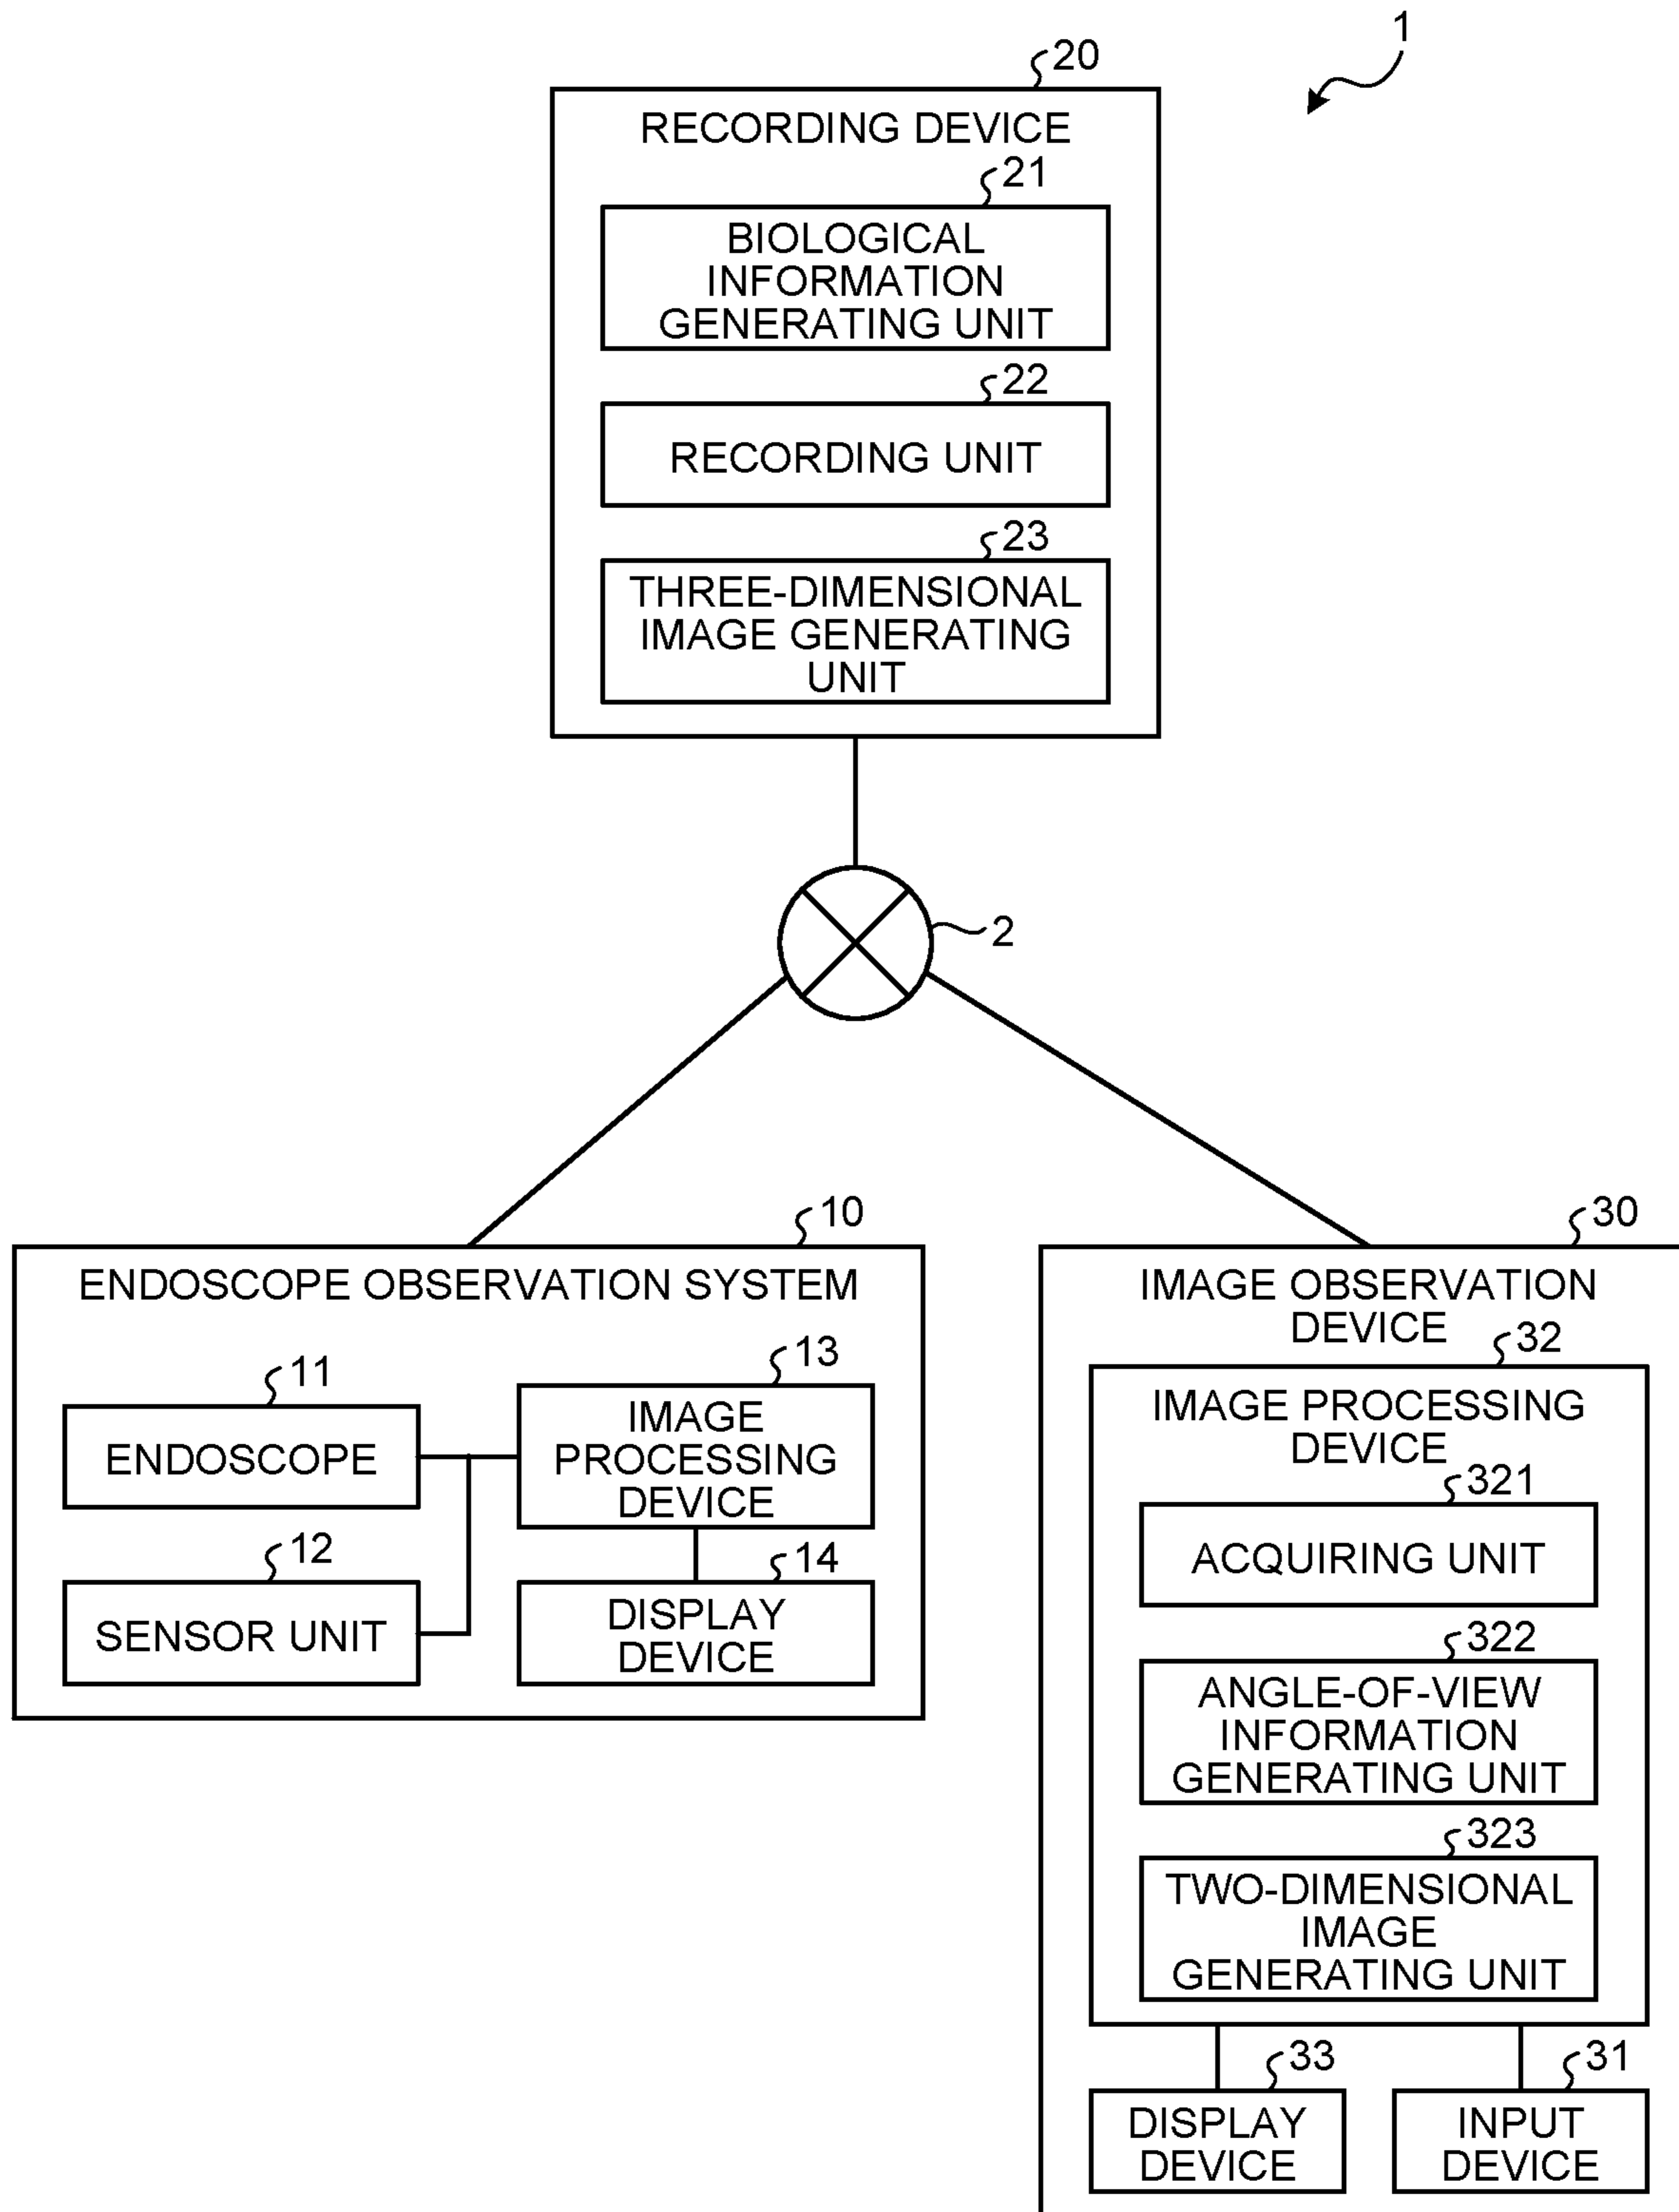 1
20
RECORDING DEVICE
21
BIOLOGICAL
INFORMATION
GENERATING UNIT
22
RECORDING UNIT
23
THREE-DIMENSIONAL
IMAGE GENERATING
UNIT
2
10
ENDOSCOPE OBSERVATION SYSTEM
11
ENDOSCOPE
12
SENSOR UNIT
13
IMAGE
PROCESSING
DEVICE
14
DISPLAY
DEVICE
30
IMAGE OBSERVATION
DEVICE
32
IMAGE PROCESSING
DEVICE
321
ACQUIRING UNIT
322
ANGLE-OF-VIEW
INFORMATION
GENERATING UNIT
323
TWO-DIMENSIONAL
IMAGE
GENERATING UNIT
33
DISPLAY
DEVICE
31
INPUT
DEVICE